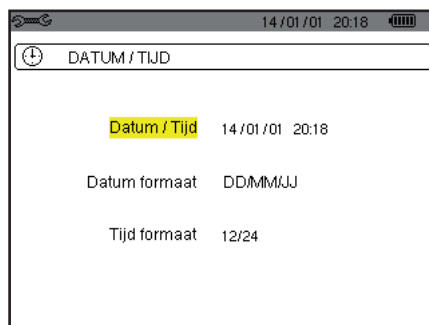 14/01/01 20:18
DATUM / TIJD
Datum / Tijd 14/01/01 20:18
Datum formaat DD/MM/JJ
Tijd formaat 12/24